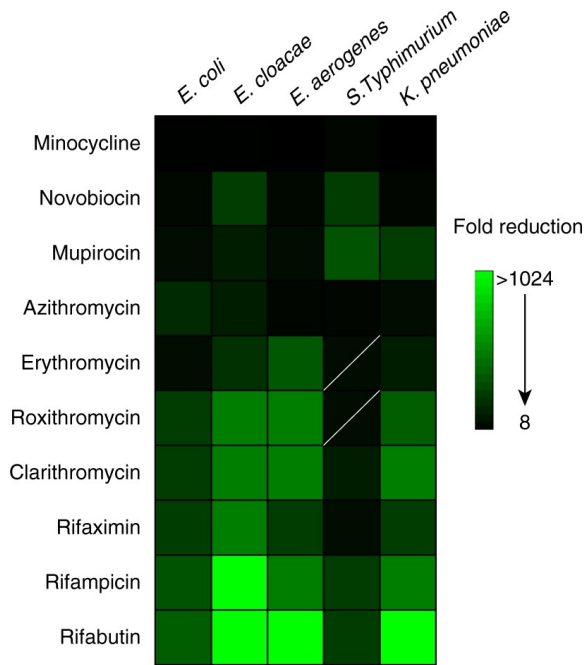 E. coli
E. cloacae
E. aerogenes
S.Typhimurium
K. pneumoniae
Minocycline
Novobiocin
Mupirocin
Azithromycin
Erythromycin
Roxithromycin
Clarithromycin
Rifaximin
Rifampicin
Rifabutin
Fold reduction
>1024
8